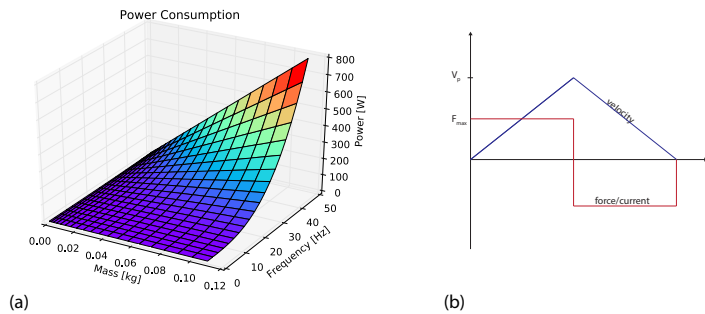 Power Consumption
800
700
600
500
400
300
200
100
0
Power [W]
0.00
0.02
0.04
0.06
0.08
0.10
0.12
Mass [kg]
0
10
20
30
40
50
Frequency [Hz]
(a)
Vp
Fmax
velocity
force/current
(b)